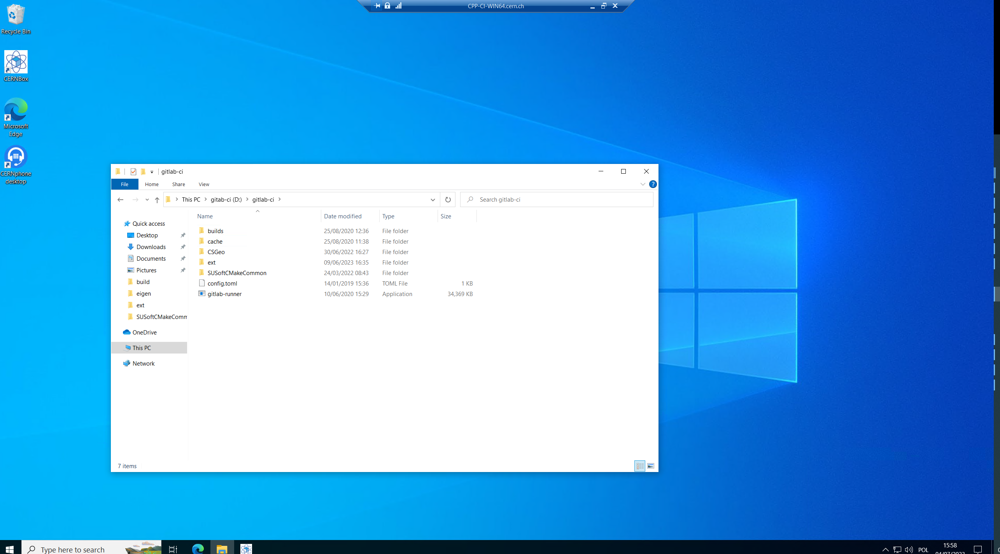 CPP-CI-WIN64.cern.ch
Recycle Bin
CERNBox
Microsoft
Edge
CERNphone
desktop
gitlab-ci
File Home Share View
This PC gitab-ci (D:) gitlab-ci
Search gitlab-ci
Name Date modified Type Size
Quick access
Desktop
Downloads
Documents
Pictures
build
eigen
ext
SUSoftCMakeComm
OneDrive
This PC
Network
builds 25/08/2020 12:36 File folder
cache 25/08/2020 11:38 File folder
CSGeo 30/06/2022 16:27 File folder
ext 09/06/2023 16:35 File folder
SUSoftCMakeCommon 24/03/2022 08:43 File folder
config.toml 14/01/2019 15:36 TOML File 1 KB
gitlab-runner 10/06/2020 15:29 Application 34,369 KB
7 items
Type here to search
POL
15:58
04/07/2023